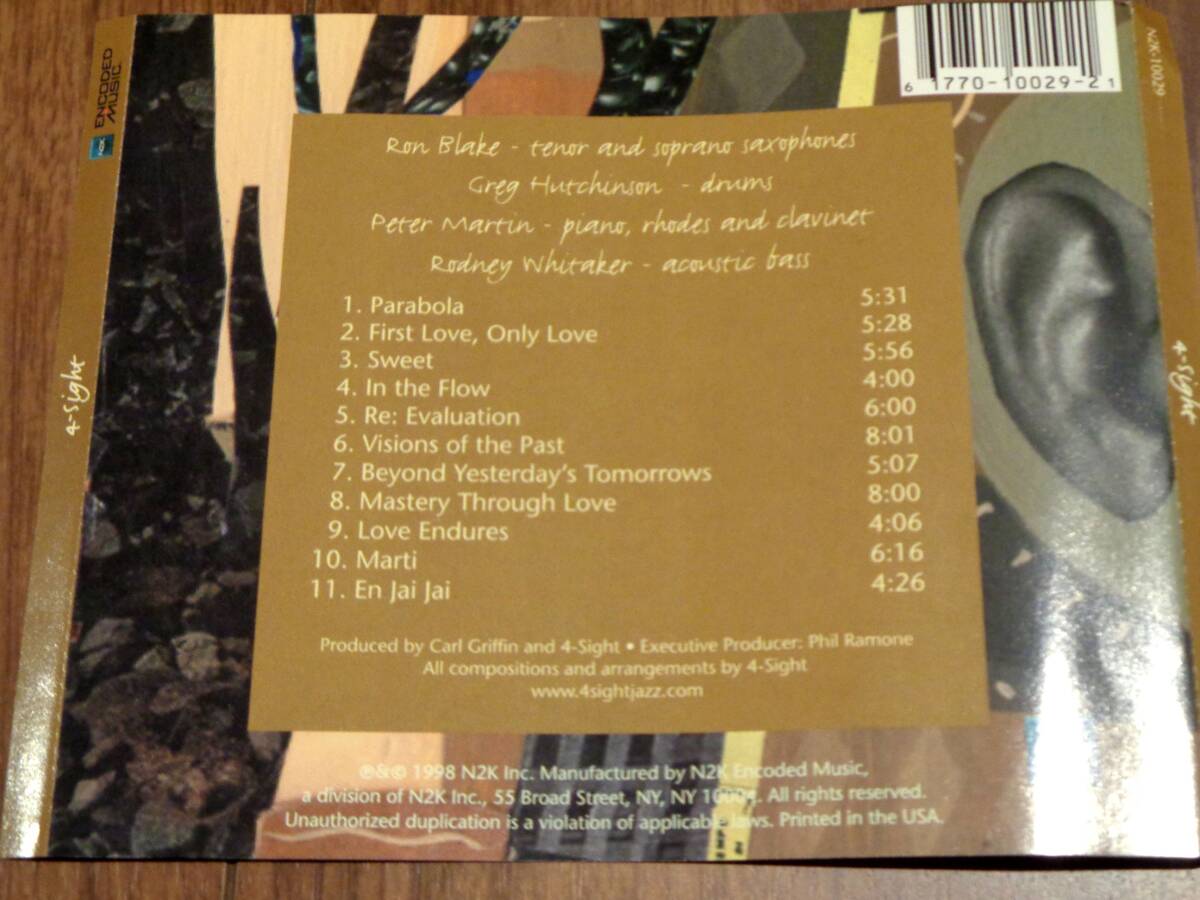 N2K
ENCODED
MUSIC
4-sight
6 1770-10029-2 1
N2K-10029
4-sight
Ron Blake - tenor and soprano saxophones
Greg Hutchinson - drums
Peter Martin - piano, rhodes and clavinet
Rodney Whitaker - acoustic bass
1. Parabola 5:31
2. First Love, Only Love 5:28
3. Sweet 5:56
4. In the Flow 4:00
5. Re: Evaluation 6:00
6. Visions of the Past 8:01
7. Beyond Yesterday's Tomorrows 5:07
8. Mastery Through Love 8:00
9. Love Endures 4:06
10. Marti 6:16
11. En Jai Jai 4:26
Produced by Carl Griffin and 4-Sight • Executive Producer: Phil Ramone
All compositions and arrangements by 4-Sight
www.4sightjazz.com
℗&© 1998 N2K Inc. Manufactured by N2K Encoded Music,
a division of N2K Inc., 55 Broad Street, NY, NY 10004. All rights reserved.
Unauthorized duplication is a violation of applicable laws. Printed in the USA.